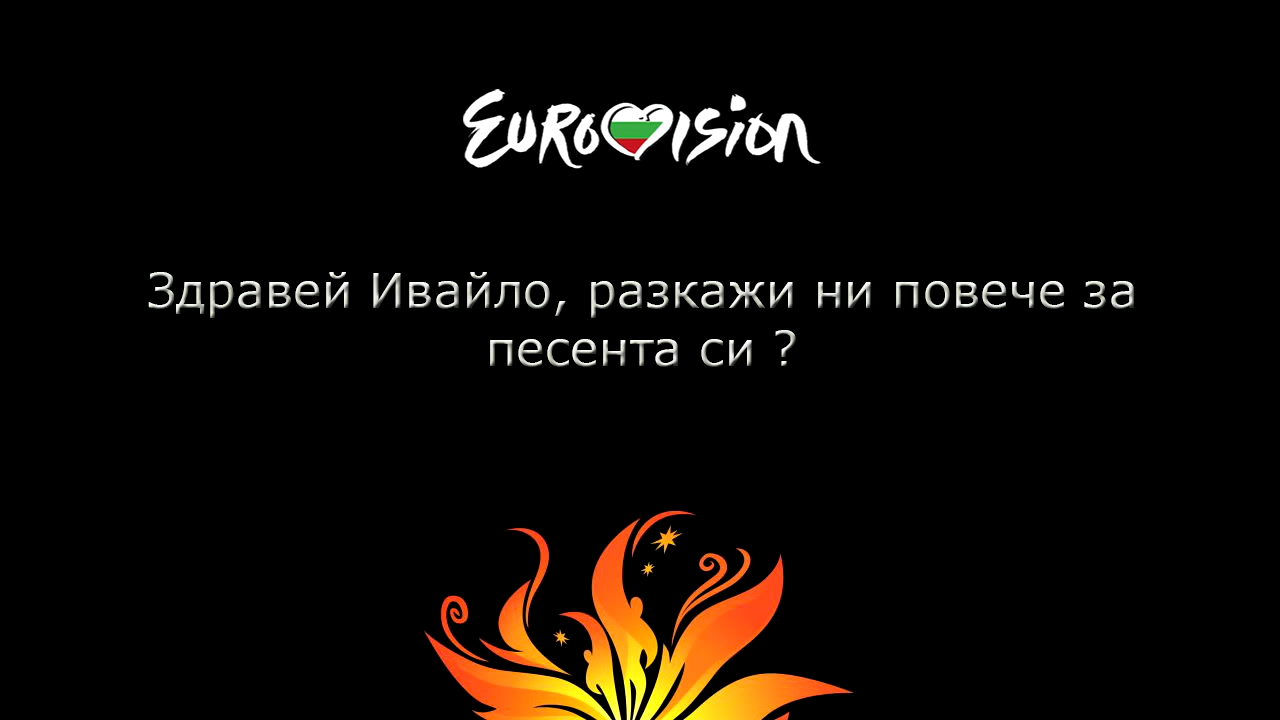 EUROVISION
Здравей Ивайло, разкажи ни повече за
песента си ?